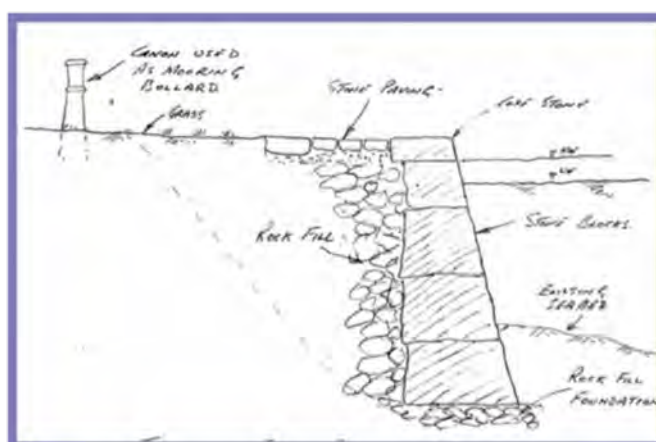 CANON USED
AS MOORING
BOLLARD
GRASS
STONE PAVING
COPE STONE
ROCK FILL
STONE BLOCKS
EXISTING
SEABED
ROCK FILL
FOUNDATION